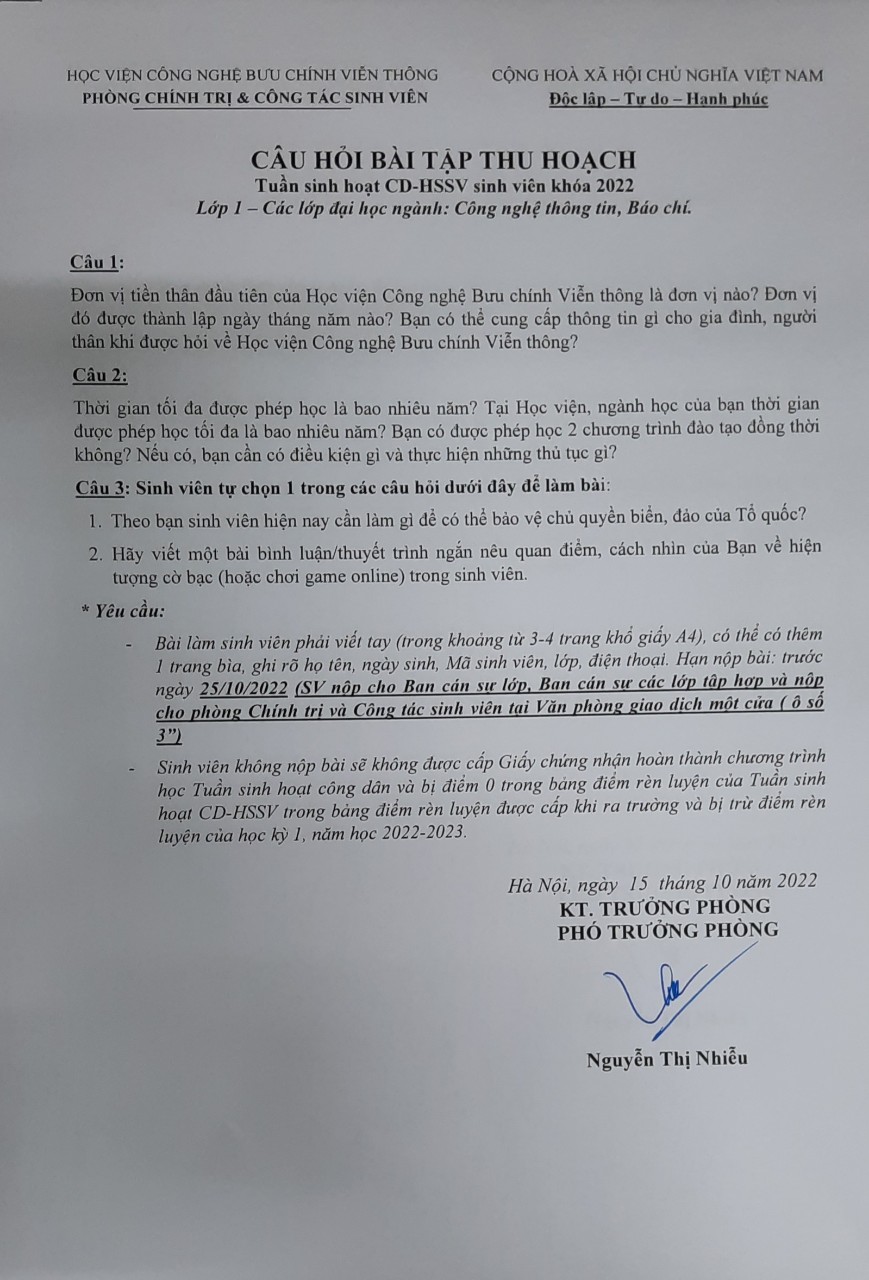 HỌC VIỆN CÔNG NGHỆ BƯU CHÍNH VIỄN THÔNG
PHÒNG CHÍNH TRỊ & CÔNG TÁC SINH VIÊN
CỘNG HOÀ XÃ HỘI CHỦ NGHĨA VIỆT NAM
Độc lập – Tự do – Hạnh phúc
CÂU HỎI BÀI TẬP THU HOẠCH
Tuần sinh hoạt CD-HSSV sinh viên khóa 2022
Lớp 1 – Các lớp đại học ngành: Công nghệ thông tin, Báo chí.
Câu 1:
Đơn vị tiền thân đầu tiên của Học viện Công nghệ Bưu chính Viễn thông là đơn vị nào? Đơn vị
đó được thành lập ngày tháng năm nào? Bạn có thể cung cấp thông tin gì cho gia đình, người
thân khi được hỏi về Học viện Công nghệ Bưu chính Viễn thông?
Câu 2:
Thời gian tối đa được phép học là bao nhiêu năm? Tại Học viện, ngành học của bạn thời gian
được phép học tối đa là bao nhiêu năm? Bạn có được phép học 2 chương trình đào tạo đồng thời
không? Nếu có, bạn cần có điều kiện gì và thực hiện những thủ tục gì?
Câu 3: Sinh viên tự chọn 1 trong các câu hỏi dưới đây để làm bài:
1. Theo bạn sinh viên hiện nay cần làm gì để có thể bảo vệ chủ quyền biển, đảo của Tổ quốc?
2. Hãy viết một bài bình luận/thuyết trình ngắn nêu quan điểm, cách nhìn của Bạn về hiện
tượng cờ bạc (hoặc chơi game online) trong sinh viên.
* Yêu cầu:
- Bài làm sinh viên phải viết tay (trong khoảng từ 3-4 trang khổ giấy A4), có thể có thêm
1 trang bìa, ghi rõ họ tên, ngày sinh, Mã sinh viên, lớp, điện thoại. Hạn nộp bài: trước
ngày 25/10/2022 (SV nộp cho Ban cán sự lớp, Ban cán sự các lớp tập hợp và nộp
cho phòng Chính trị và Công tác sinh viên tại Văn phòng giao dịch một cửa ( ô số
3")
- Sinh viên không nộp bài sẽ không được cấp Giấy chứng nhận hoàn thành chương trình
học Tuần sinh hoạt công dân và bị điểm 0 trong bảng điểm rèn luyện của Tuần sinh
hoạt CD-HSSV trong bảng điểm rèn luyện được cấp khi ra trường và bị trừ điểm rèn
luyện của học kỳ 1, năm học 2022-2023.
Hà Nội, ngày 15 tháng 10 năm 2022
KT. TRƯỞNG PHÒNG
PHÓ TRƯỞNG PHÒNG
Nguyễn Thị Nhiễu